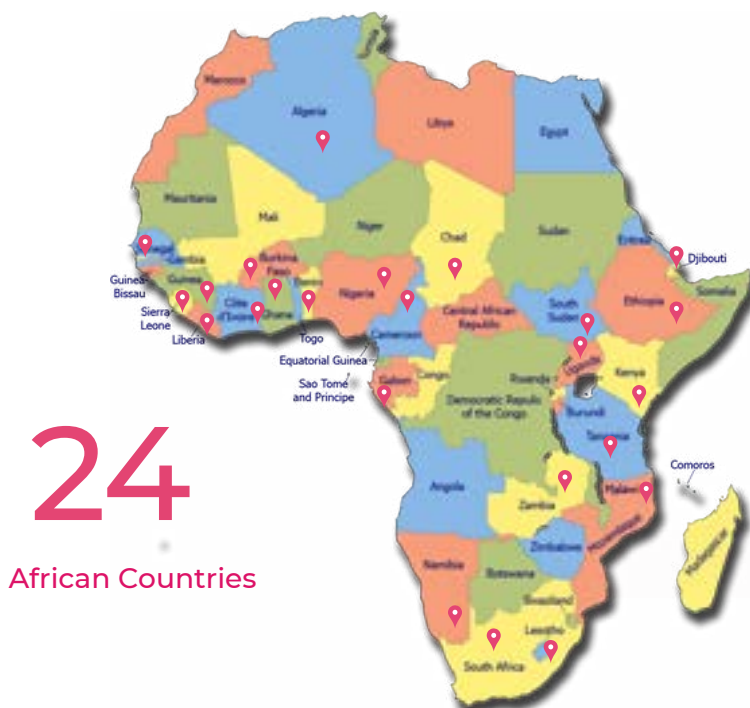 Tunisia
Morocco
Algeria
Libya
Egypt
Mauritania
Mali
Niger
Chad
Sudan
Eritrea
Djibouti
Senegal
Gambia
Guinea-
Bissau
Guinea
Sierra
Leone
Liberia
Côte
d'Ivoire
Burkina
Faso
Ghana
Togo
Benin
Nigeria
Cameroon
Central African
Republic
South
Sudan
Ethiopia
Somalia
Equatorial Guinea
Sao Tome
and Principe
Gabon
Congo
Democratic Republic
of the Congo
Rwanda
Uganda
Kenya
Burundi
Tanzania
24
African Countries
Angola
Zambia
Malawi
Mozambique
Comoros
Madagascar
Zimbabwe
Namibia
Botswana
Swaziland
Lesotho
South Africa